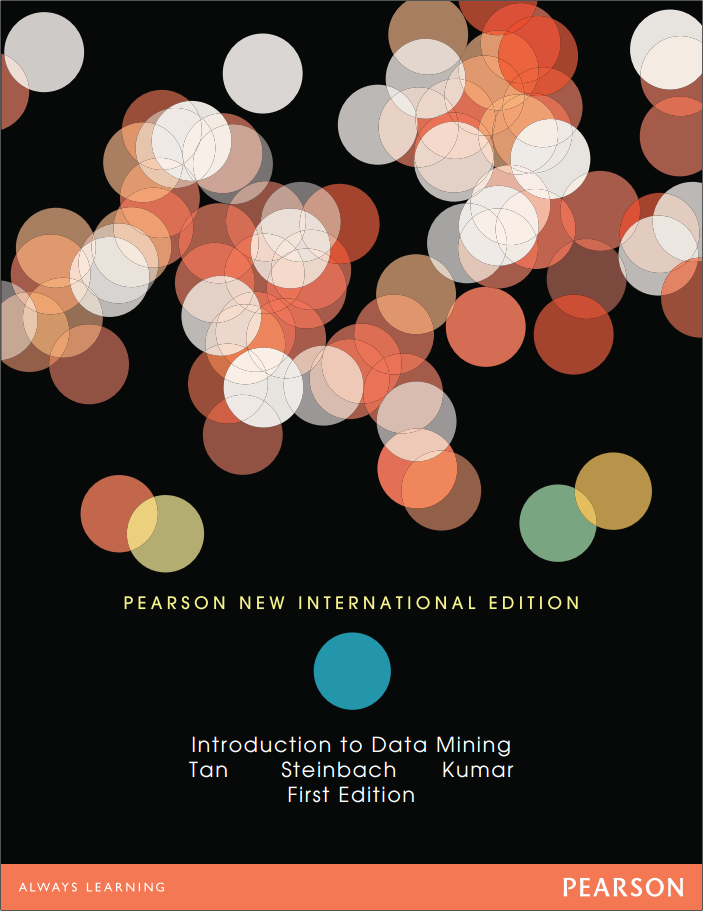 PEARSON NEW INTERNATIONAL EDITION
Introduction to Data Mining
Tan Steinbach Kumar
First Edition
ALWAYS LEARNING PEARSON